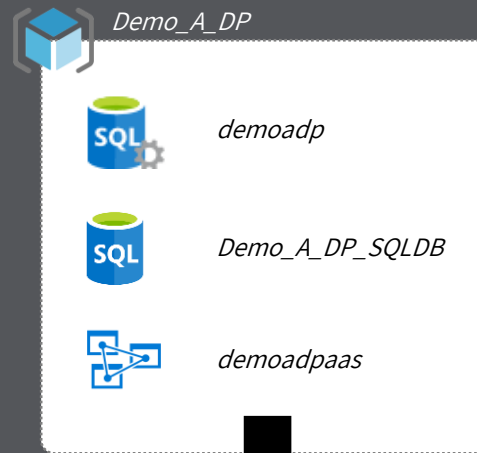 Demo_A_DP
SQL
demoadp
SQL
Demo_A_DP_SQLDB
demoadpaas